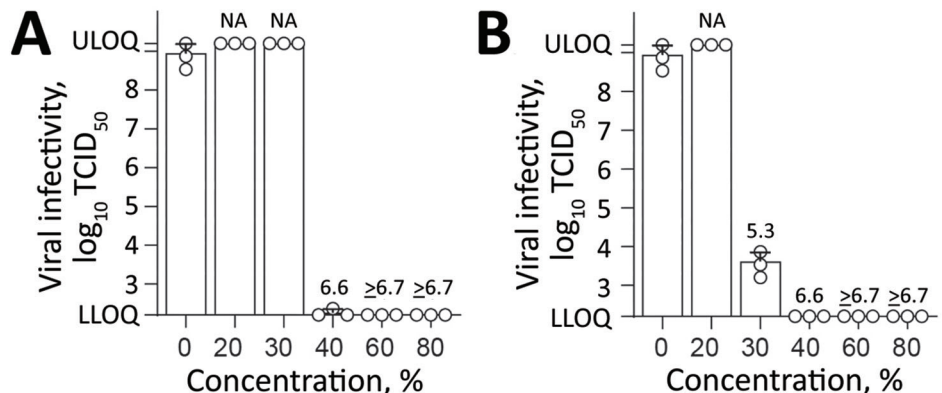 A
Viral infectivity,
log10 TCID50
ULOQ
8
7
6
5
4
3
LLOQ
NA NA
6.6 ≥6.7 ≥6.7
0 20 30 40 60 80
Concentration, %
B
Viral infectivity,
log10 TCID50
ULOQ
8
7
6
5
4
3
LLOQ
NA
5.3
6.6 ≥6.7 ≥6.7
0 20 30 40 60 80
Concentration, %